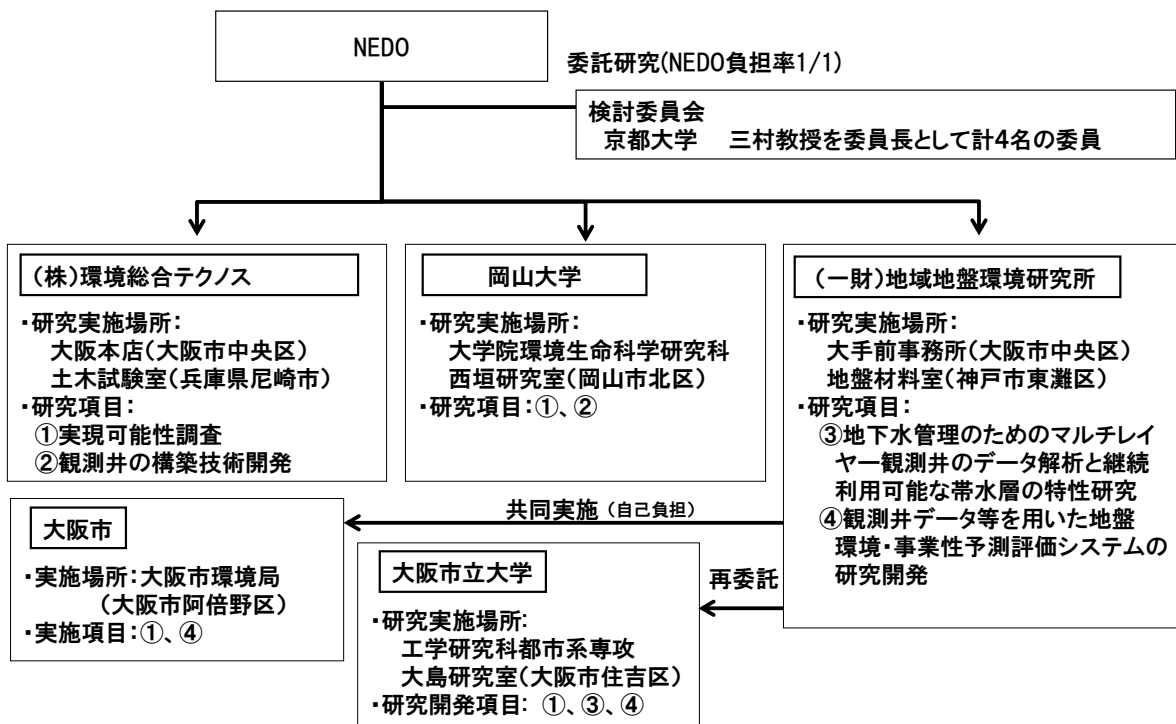 NEDO
委託研究(NEDO負担率1/1)
検討委員会
京都大学 三村教授を委員長として計4名の委員
(株)環境総合テクノス
・研究実施場所:
大阪本店(大阪市中央区)
土木試験室(兵庫県尼崎市)
・研究項目:
①実現可能性調査
②観測井の構築技術開発
岡山大学
・研究実施場所:
大学院環境生命科学研究科
西垣研究室(岡山市北区)
・研究項目:①、②
(一財)地域地盤環境研究所
・研究実施場所:
大手前事務所(大阪市中央区)
地盤材料室(神戸市東灘区)
・研究項目:
③地下水管理のためのマルチレイ
ヤー観測井のデータ解析と継続
利用可能な帯水層の特性研究
④観測井データ等を用いた地盤
環境・事業性予測評価システムの
研究開発
共同実施(自己負担)
大阪市
・実施場所:大阪市環境局
(大阪市阿倍野区)
・実施項目:①、④
再委託
大阪市立大学
・研究実施場所:
工学研究科都市系専攻
大島研究室(大阪市住吉区)
・研究開発項目: ①、③、④